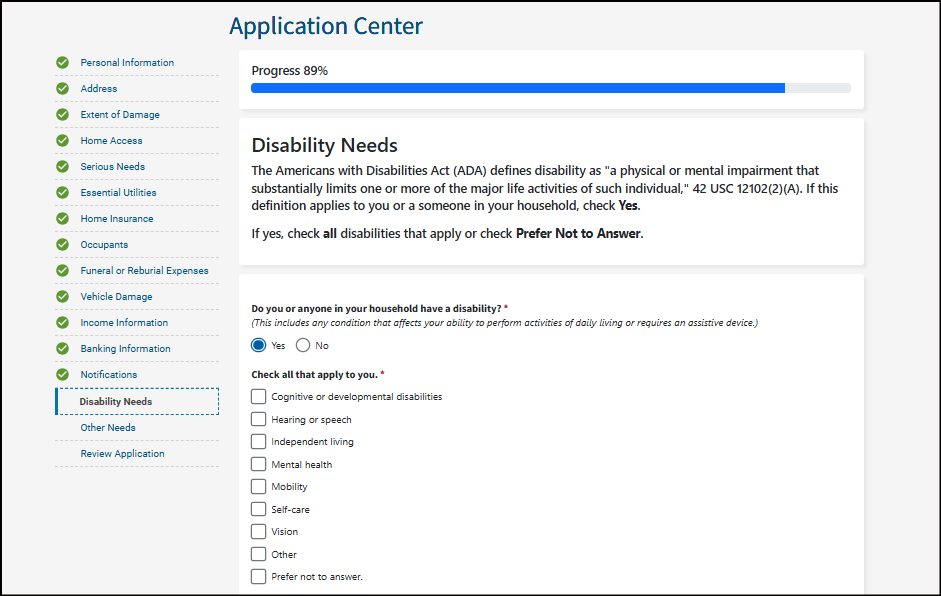 Application Center
Personal Information
Address
Extent of Damage
Home Access
Serious Needs
Essential Utilities
Home Insurance
Occupants
Funeral or Reburial Expenses
Vehicle Damage
Income Information
Banking Information
Notifications
Disability Needs
Other Needs
Review Application
Progress 89%
Disability Needs
The Americans with Disabilities Act (ADA) defines disability as "a physical or mental impairment that
substantially limits one or more of the major life activities of such individual," 42 USC 12102(2)(A). If this
definition applies to you or a someone in your household, check Yes.
If yes, check all disabilities that apply or check Prefer Not to Answer.
Do you or anyone in your household have a disability? *
(This includes any condition that affects your ability to perform activities of daily living or requires an assistive device.)
Yes No
Check all that apply to you. *
Cognitive or developmental disabilities
Hearing or speech
Independent living
Mental health
Mobility
Self-care
Vision
Other
Prefer not to answer.